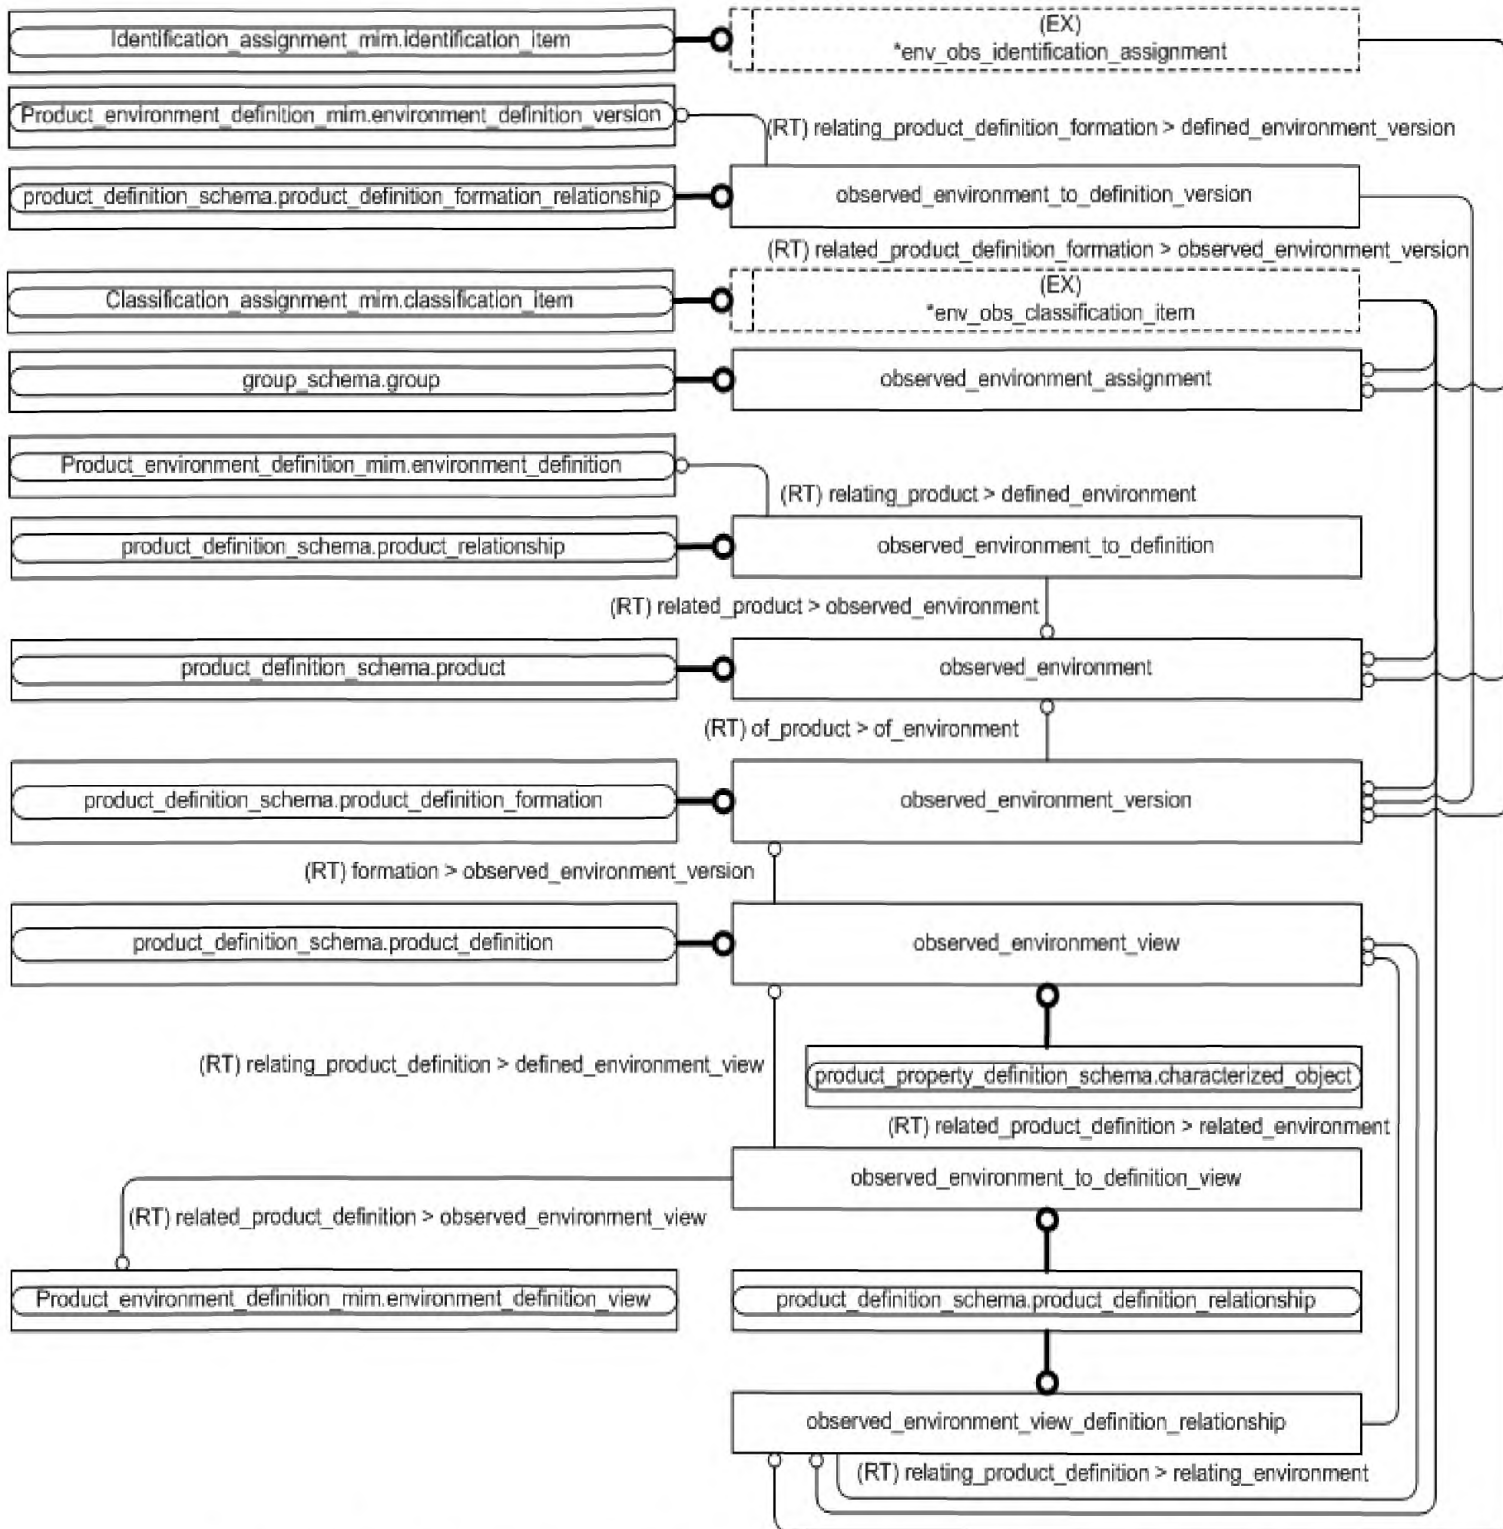 Identification_assignment_mim.identification_item
(EX)
*env_obs_identification_assignment
Product_environment_definition_mim.environment_definition_version
(RT) relating_product_definition_formation > defined_environment_version
product_definition_schema.product_definition_formation_relationship
observed_environment_to_definition_version
(RT) related_product_definition_formation > observed_environment_version
Classification_assignment_mim.classification_item
(EX)
*env_obs_classification_item
group_schema.group
observed_environment_assignment
Product_environment_definition_mim.environment_definition
(RT) relating_product > defined_environment
product_definition_schema.product_relationship
observed_environment_to_definition
(RT) related_product > observed_environment
product_definition_schema.product
observed_environment
(RT) of_product > of_environment
product_definition_schema.product_definition_formation
observed_environment_version
(RT) formation > observed_environment_version
product_definition_schema.product_definition
observed_environment_view
(RT) relating_product_definition > defined_environment_view
product_property_definition_schema.characterized_object
(RT) related_product_definition > related_environment
observed_environment_to_definition_view
(RT) related_product_definition > observed_environment_view
Product_environment_definition_mim.environment_definition_view
product_definition_schema.product_definition_relationship
observed_environment_view_definition_relationship
(RT) relating_product_definition > relating_environment